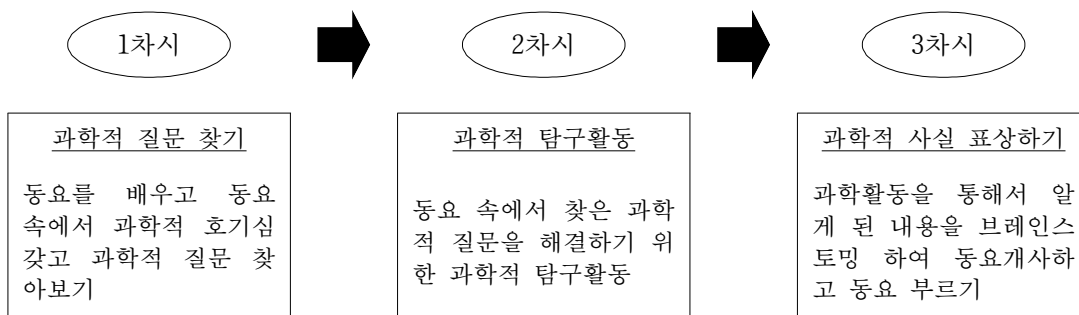 1차시
2차시
3차시
과학적 질문 찾기
동요를 배우고 동요
속에서 과학적 호기심
갖고 과학적 질문 찾
아보기
과학적 탐구활동
동요 속에서 찾은 과학
적 질문을 해결하기 위
한 과학적 탐구활동
과학적 사실 표상하기
과학활동을 통해서 알
게 된 내용을 브레인스
토밍 하여 동요개사하
고 동요 부르기